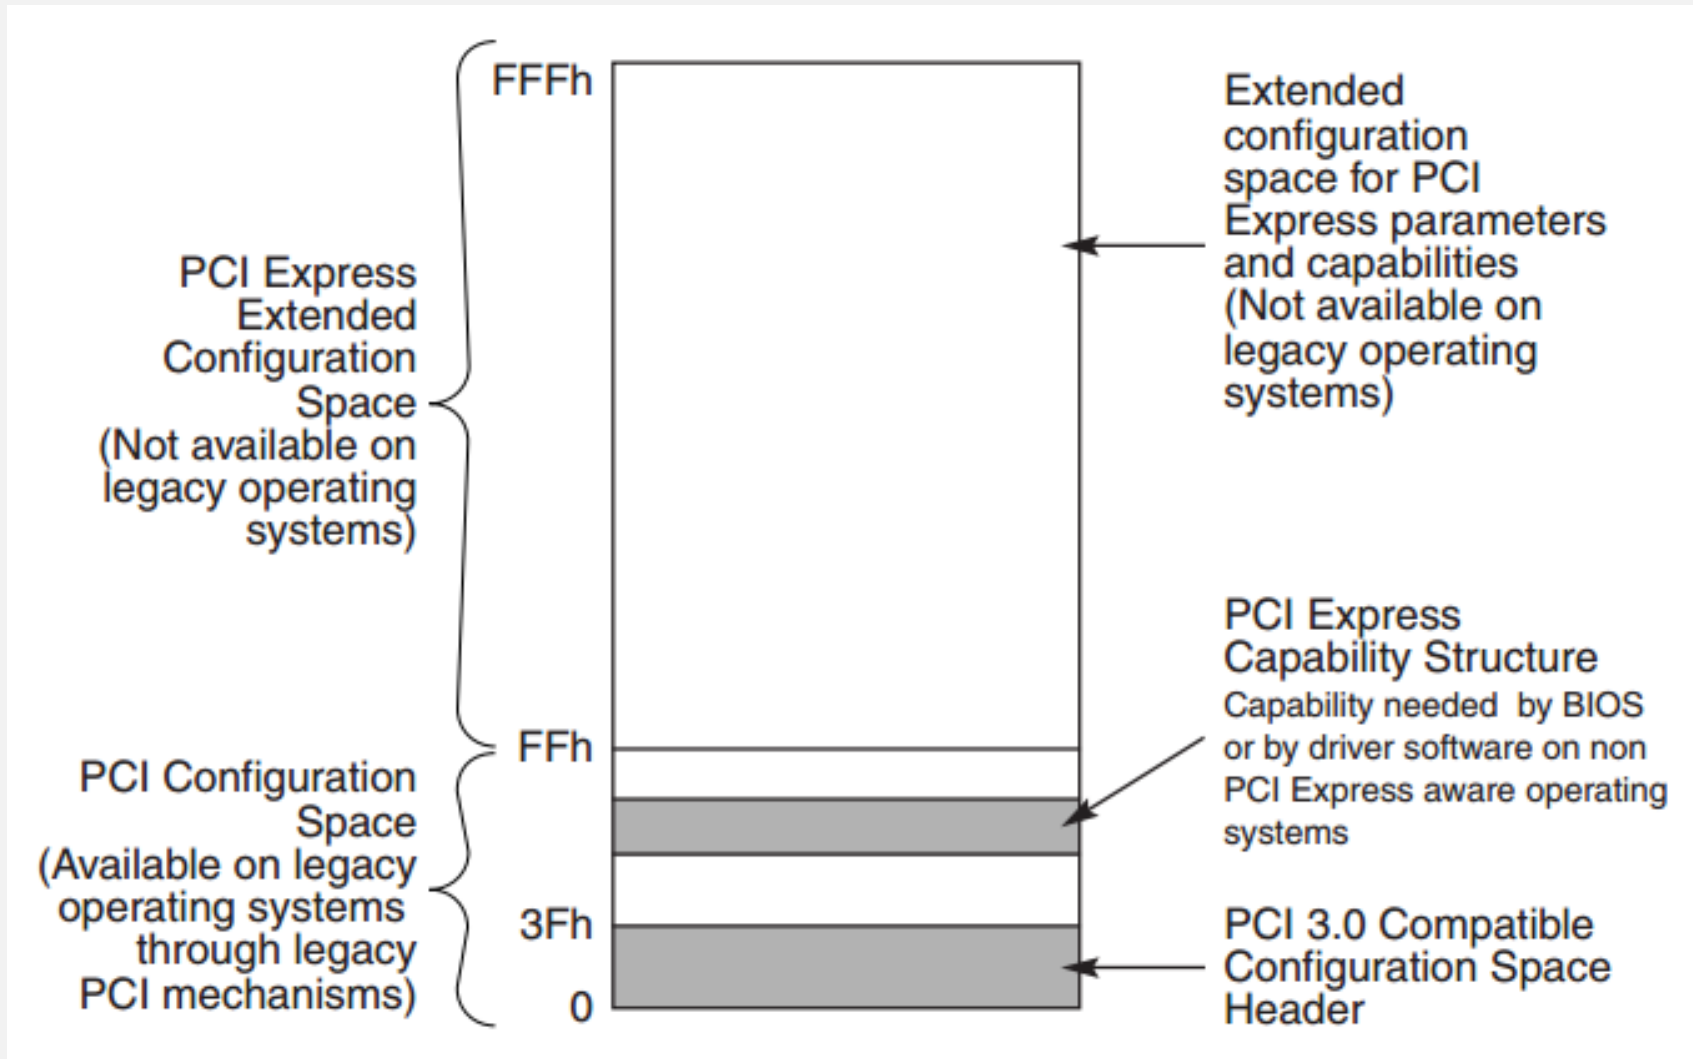 FFFh
PCI Express
Extended
Configuration
Space
(Not available on
legacy operating
systems)
Extended
configuration
space for PCI
Express parameters
and capabilities
(Not available on
legacy operating
systems)
FFh
PCI Configuration
Space
(Available on legacy
operating systems
through legacy
PCI mechanisms)
PCI Express
Capability Structure
Capability needed by BIOS
or by driver software on non
PCI Express aware operating
systems
3Fh
0
PCI 3.0 Compatible
Configuration Space
Header